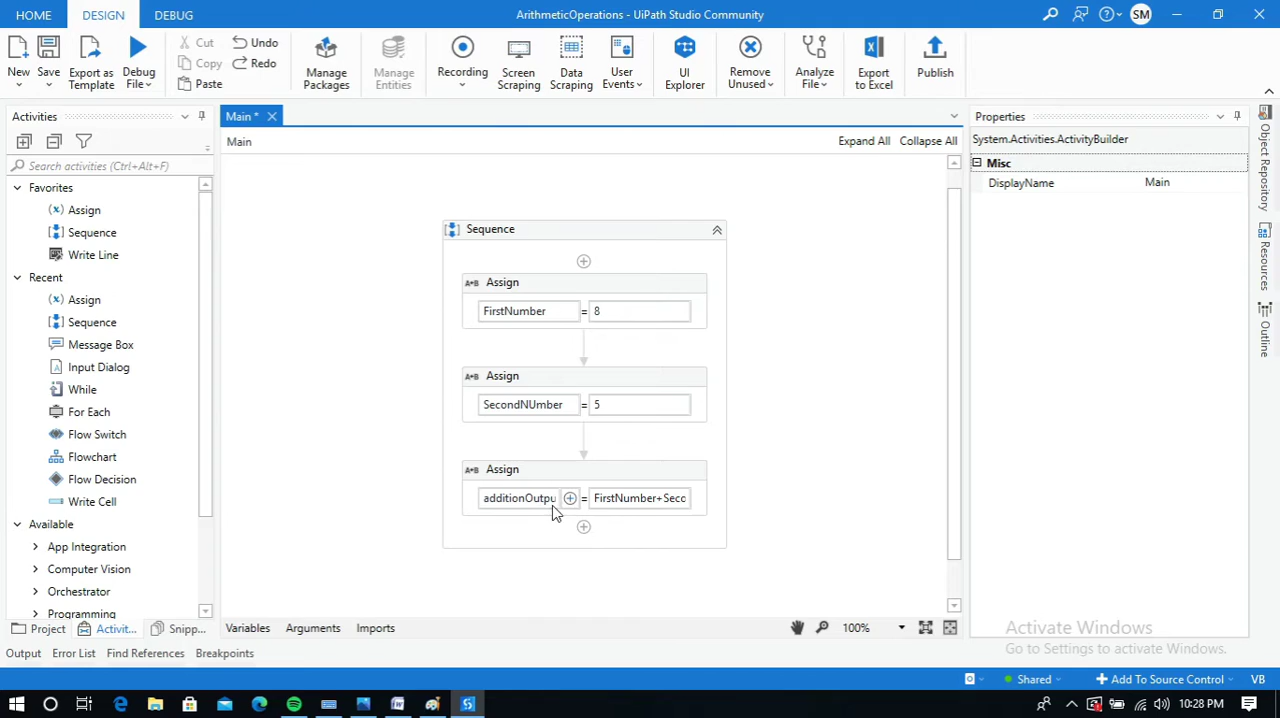 HOME
DESIGN
DEBUG
ArithmeticOperations - UiPath Studio Community
SM
New
Save
Export as Template
Debug File
Cut
Copy
Paste
Undo
Redo
Manage Packages
Manage Entities
Recording
Screen Scraping
Data Scraping
User Events
UI Explorer
Remove Unused
Analyze File
Export to Excel
Publish
Activities
Main *
Properties
Main
Expand All
Collapse All
System.Activities.ActivityBuilder
Search activities (Ctrl+Alt+F)
Misc
DisplayName
Main
Favorites
Assign
Sequence
Write Line
Recent
Assign
Sequence
Message Box
Input Dialog
While
For Each
Flow Switch
Flowchart
Flow Decision
Write Cell
Available
App Integration
Computer Vision
Orchestrator
Programming
Sequence
A+B Assign
FirstNumber = 8
A+B Assign
SecondNUmber = 5
A+B Assign
additionOutpu = FirstNumber+Seco
Object Repository
Resources
Outline
Project
Activit...
Snipp...
Variables
Arguments
Imports
100%
Activate Windows
Go to Settings to activate Windows.
Output
Error List
Find References
Breakpoints
Shared
Add To Source Control
VB
10:28 PM